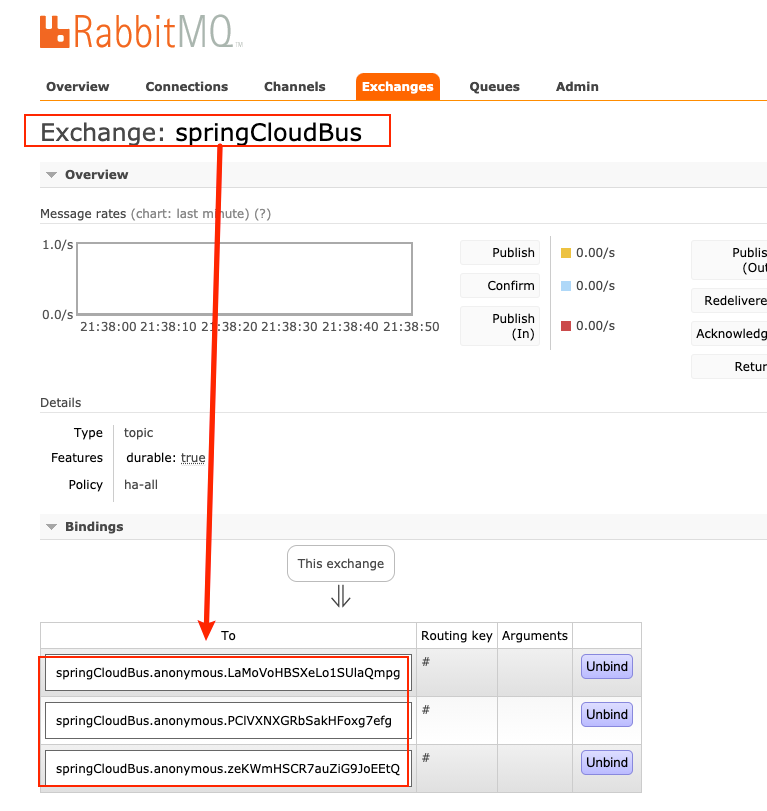 RabbitMQ™
Overview Connections Channels Exchanges Queues Admin
Exchange: springCloudBus
Overview
Message rates (chart: last minute) (?)
1.0/s
0.0/s
21:38:00 21:38:10 21:38:20 21:38:30 21:38:40 21:38:50
Publish 0.00/s
Confirm 0.00/s
Publish
(In) 0.00/s
Publis
(Out
Redelivere
Acknowledg
Retur
Details
Type topic
Features durable: true
Policy ha-all
Bindings
This exchange
⇓
To Routing key Arguments
springCloudBus.anonymous.LaMoVoHBSXeLo1SUlaQmpg # Unbind
springCloudBus.anonymous.PClVXNXGRbSakHFoxg7efg # Unbind
springCloudBus.anonymous.zeKWmHSCR7auZiG9JoEEtQ # Unbind